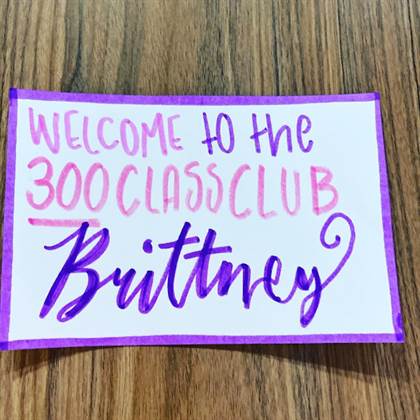 WELCOME to the
300 CLASS CLUB
Brittney